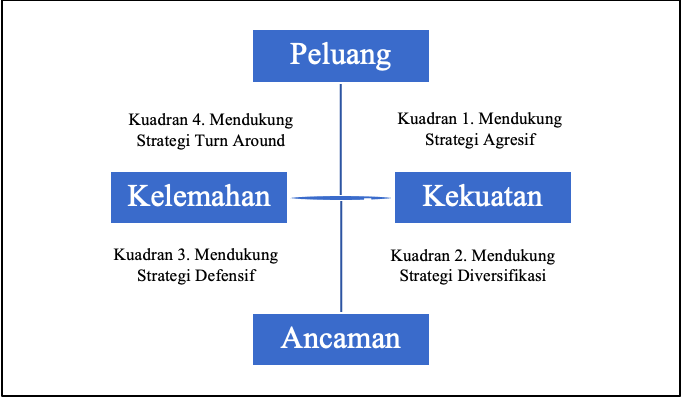 Peluang
Kuadran 4. Mendukung
Strategi Turn Around
Kuadran 1. Mendukung
Strategi Agresif
Kelemahan
Kekuatan
Kuadran 3. Mendukung
Strategi Defensif
Kuadran 2. Mendukung
Strategi Diversifikasi
Ancaman